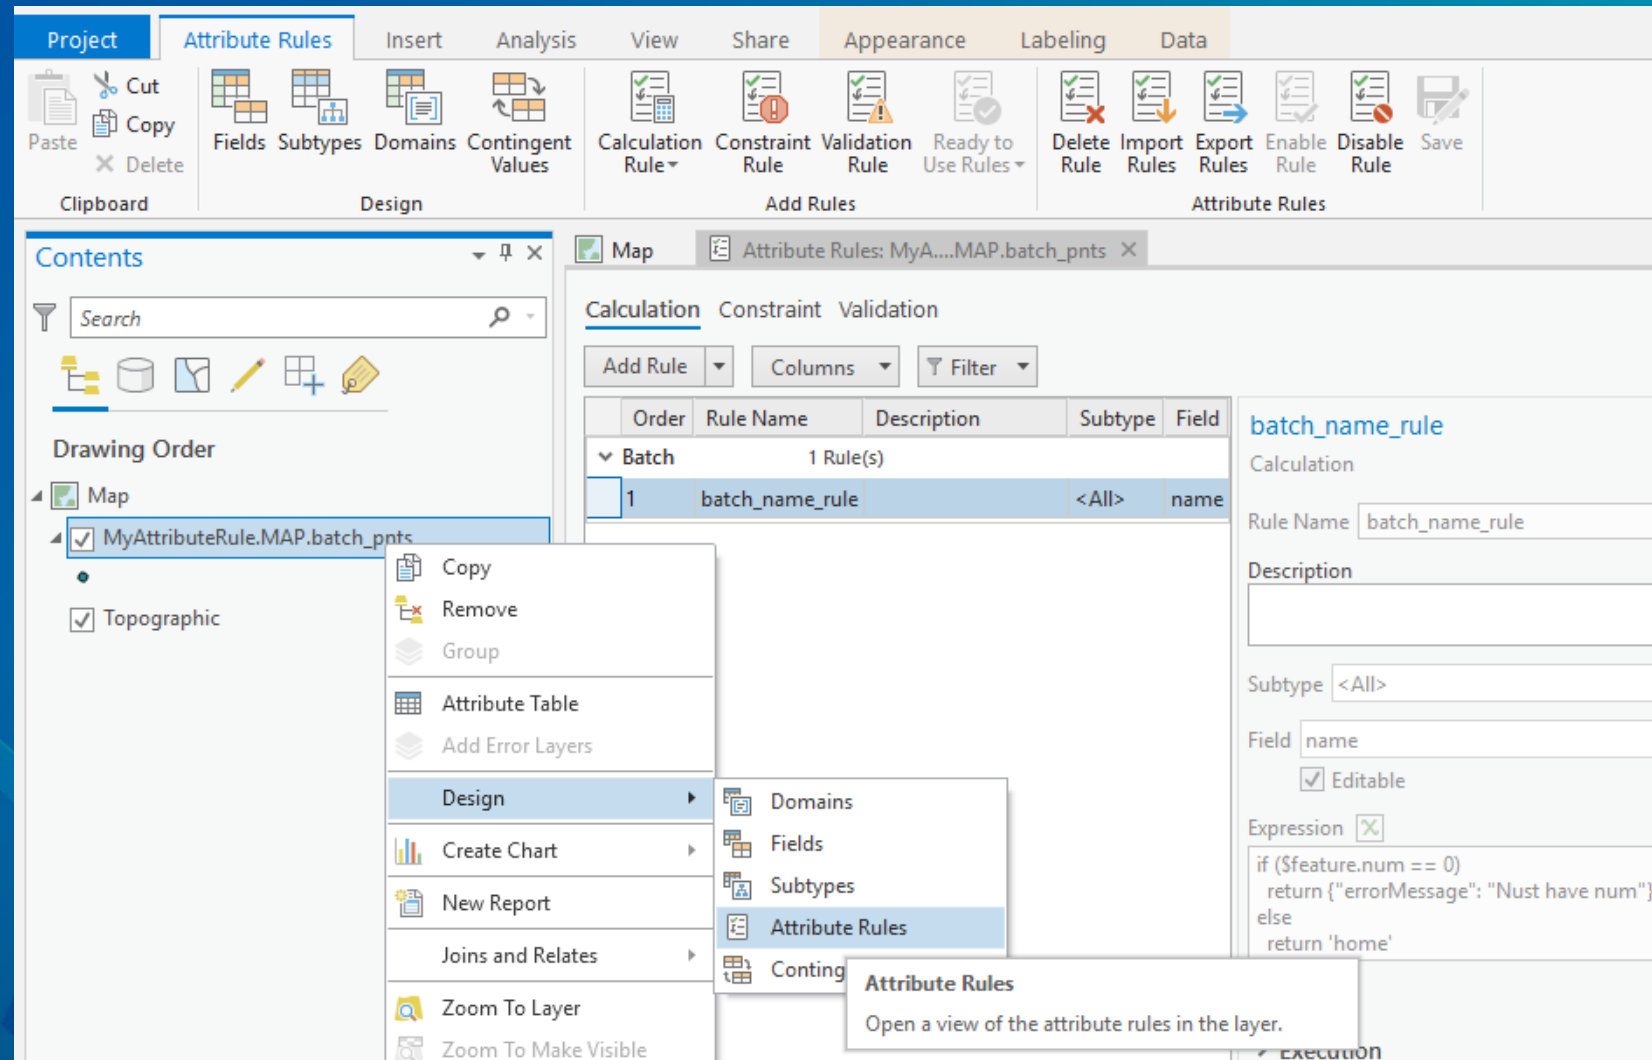 Project Attribute Rules Insert Analysis View Share Appearance Labeling Data
Paste
Cut
Copy
Delete
Clipboard
Fields Subtypes Domains Contingent Values
Design
Calculation Rule Constraint Rule Validation Rule Ready to Use Rules
Add Rules
Delete Rule Import Rules Export Rules Enable Rule Disable Rule Save
Attribute Rules
Contents
Search
Drawing Order
Map
MyAttributeRule.MAP.batch_pnts
Topographic
Map Attribute Rules: MyA....MAP.batch_pnts
Calculation Constraint Validation
Add Rule Columns Filter
Order Rule Name Description Subtype Field
Batch 1 Rule(s)
1 batch_name_rule <All> name
batch_name_rule
Calculation
Rule Name batch_name_rule
Description
Subtype <All>
Field name
Editable
Expression
if ($feature.num == 0)
return {"errorMessage": "Nust have num"}
else
return 'home'
Execution
Copy
Remove
Group
Attribute Table
Add Error Layers
Design
Create Chart
New Report
Joins and Relates
Zoom To Layer
Zoom To Make Visible
Domains
Fields
Subtypes
Attribute Rules
Conting
Attribute Rules
Open a view of the attribute rules in the layer.